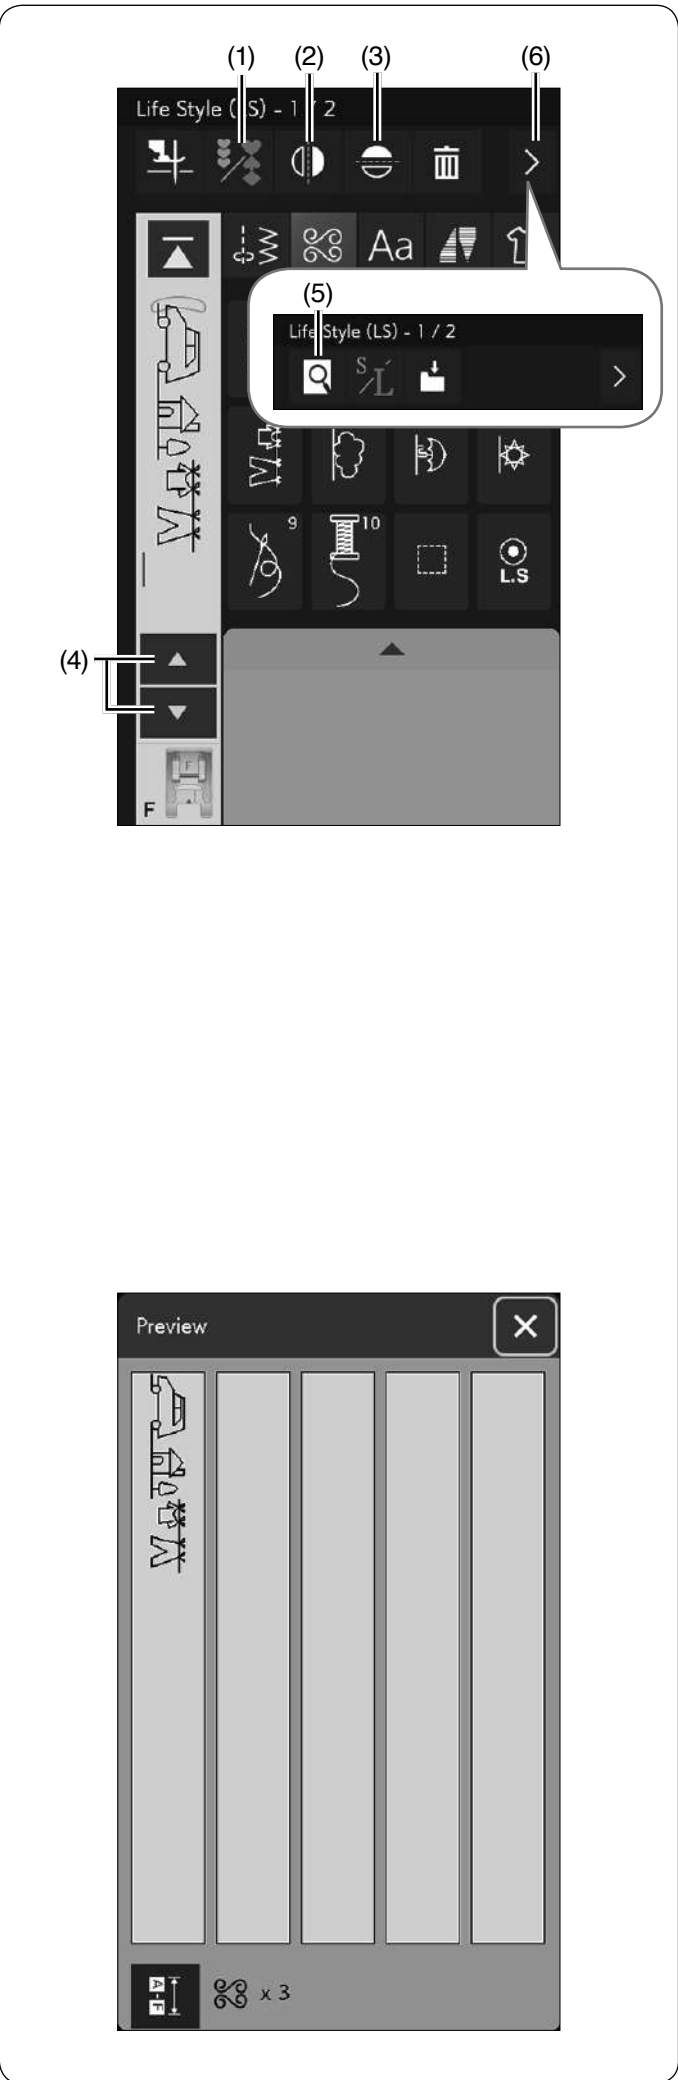 (1) (2) (3) (6)
Life Style (LS) - 1 / 2
Aa
(5)
Life Style (LS) - 1 / 2
S/L
9
10
L.S
(4)
F
F
Preview
A-F
x 3